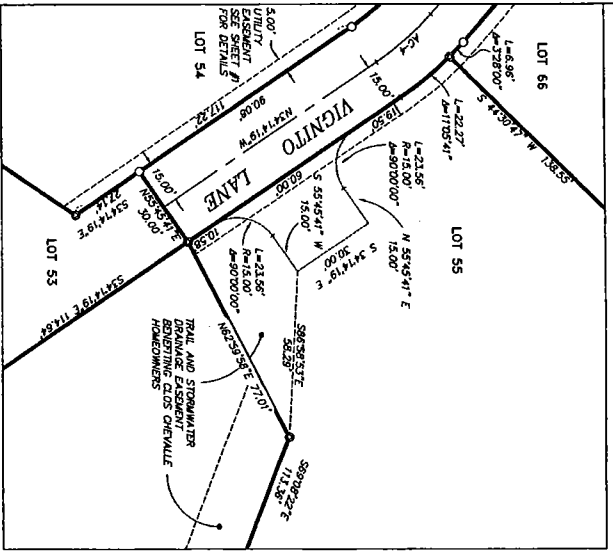 LOT 66
L=6.96'
Δ=3°28'00"
S 44°30'47" W 138.55'
L=22.27'
Δ=11°05'41"
AC-4
15.00'
119.50'
L=23.56'
R=15.00'
Δ=90°00'00"
N 55°45'41" E
15.00'
LOT 55
S 34°14'19" E
30.00'
S 55°45'41" W
15.00'
60.00'
VIGNITO
LANE
N34°14'19"W
90.08'
117.22'
5.00'
UTILITY
EASEMENT
SEE SHEET #1
FOR DETAILS
LOT 54
15.00'
N55°45'41"E
30.00'
10.58
L=23.56'
R=15.00'
Δ=90°00'00"
S86°58'53"E
58.29'
N62°59'58"E 77.01'
S69°08'22"E
113.36'
S34°14'19"E
LOT 53
S34°14'19"E 114.64'
TRAIL AND STORMWATER
DRAINAGE EASEMENT
BENEFITING CLOS CHEVALLE
HOMEOWNERS